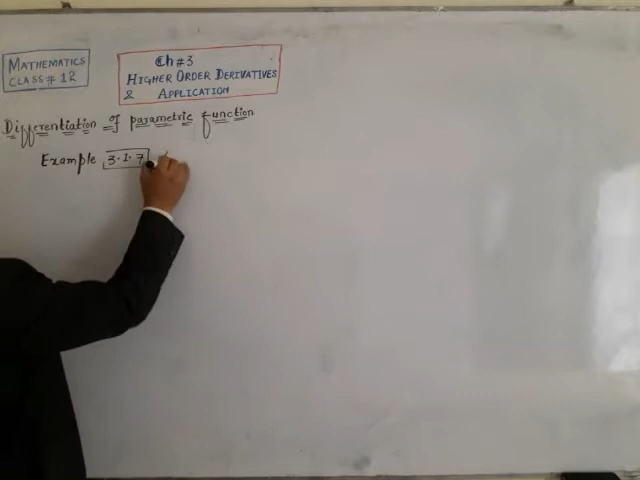 MATHEMATICS
CLASS # 12
Ch #3
HIGHER ORDER DERIVATIVES
& APPLICATION
Differentiation of parametric function
Example 3.1.7